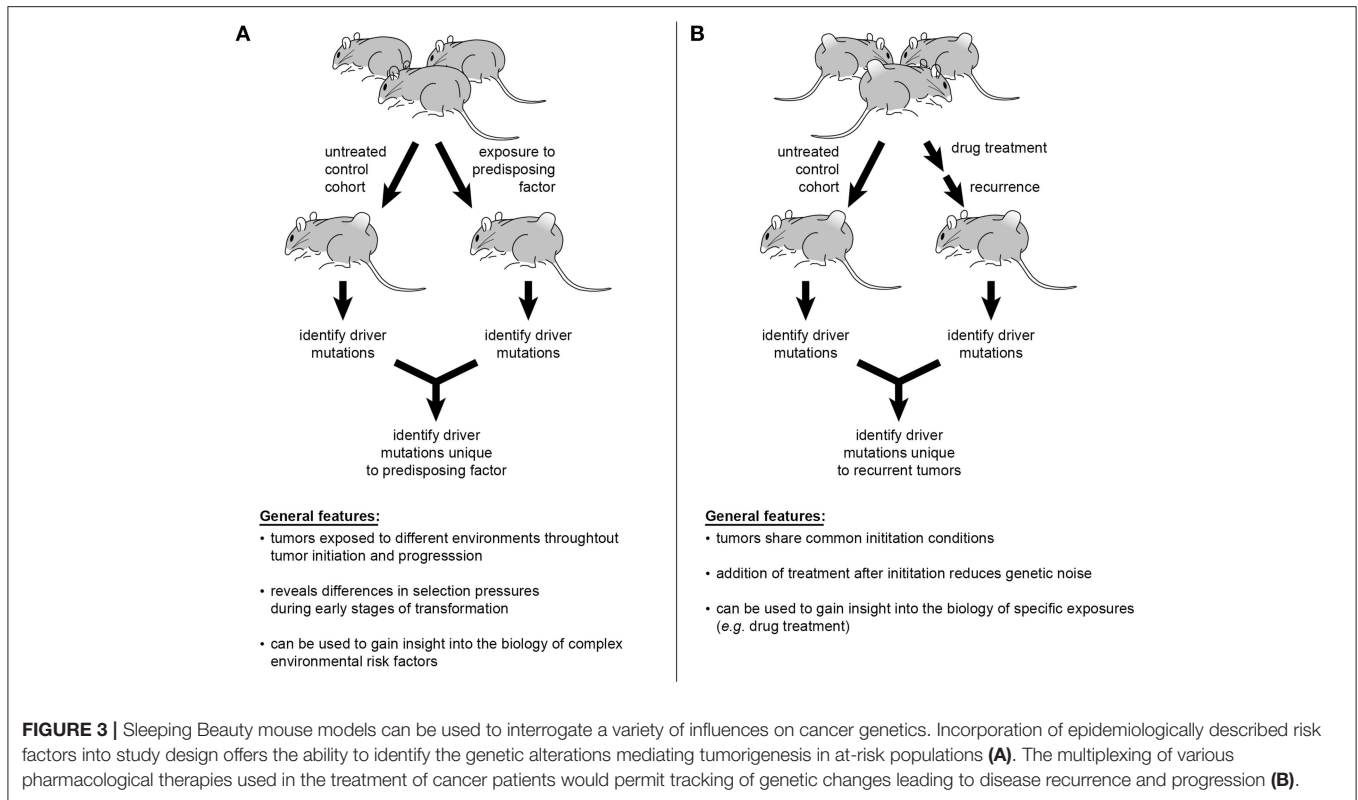 A
untreated
control
cohort
exposure to
predisposing
factor
identify driver
mutations
identify driver
mutations
identify driver
mutations unique
to predisposing factor
General features:
• tumors exposed to different environments throughtout
tumor initiation and progresssion
• reveals differences in selection pressures
during early stages of transformation
• can be used to gain insight into the biology of complex
environmental risk factors
B
untreated
control
cohort
drug treatment
recurrence
identify driver
mutations
identify driver
mutations
identify driver
mutations unique
to recurrent tumors
General features:
• tumors share common inititation conditions
• addition of treatment after inititation reduces genetic noise
• can be used to gain insight into the biology of specific exposures
(e.g. drug treatment)
FIGURE 3 | Sleeping Beauty mouse models can be used to interrogate a variety of influences on cancer genetics. Incorporation of epidemiologically described risk
factors into study design offers the ability to identify the genetic alterations mediating tumorigenesis in at-risk populations (A). The multiplexing of various
pharmacological therapies used in the treatment of cancer patients would permit tracking of genetic changes leading to disease recurrence and progression (B).